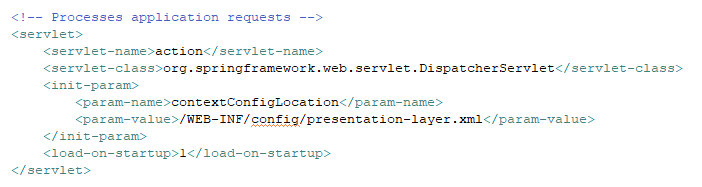 <!-- Processes application requests -->
<servlet>
<servlet-name>action</servlet-name>
<servlet-class>org.springframework.web.servlet.DispatcherServlet</servlet-class>
<init-param>
<param-name>contextConfigLocation</param-name>
<param-value>/WEB-INF/config/presentation-layer.xml</param-value>
</init-param>
<load-on-startup>1</load-on-startup>
</servlet>